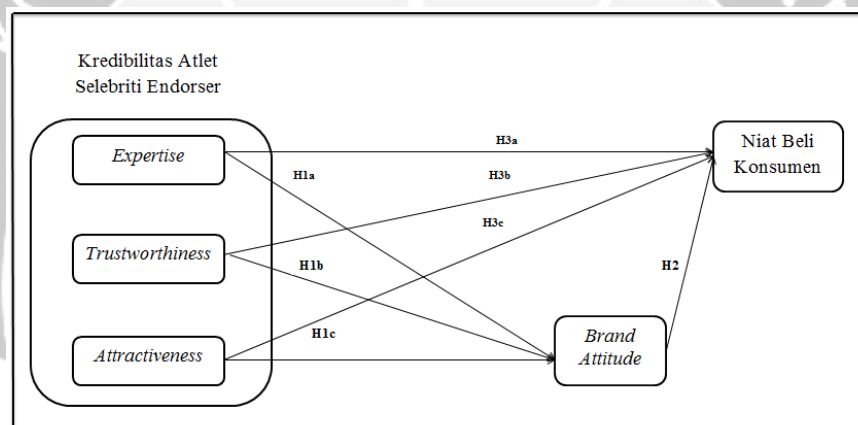 Kredibilitas Atlet
Selebriti Endorser
Expertise
Trustworthiness
Attractiveness
H3a
H1a
H3b
H3c
H1b
H1c
H2
Niat Beli
Konsumen
Brand
Attitude